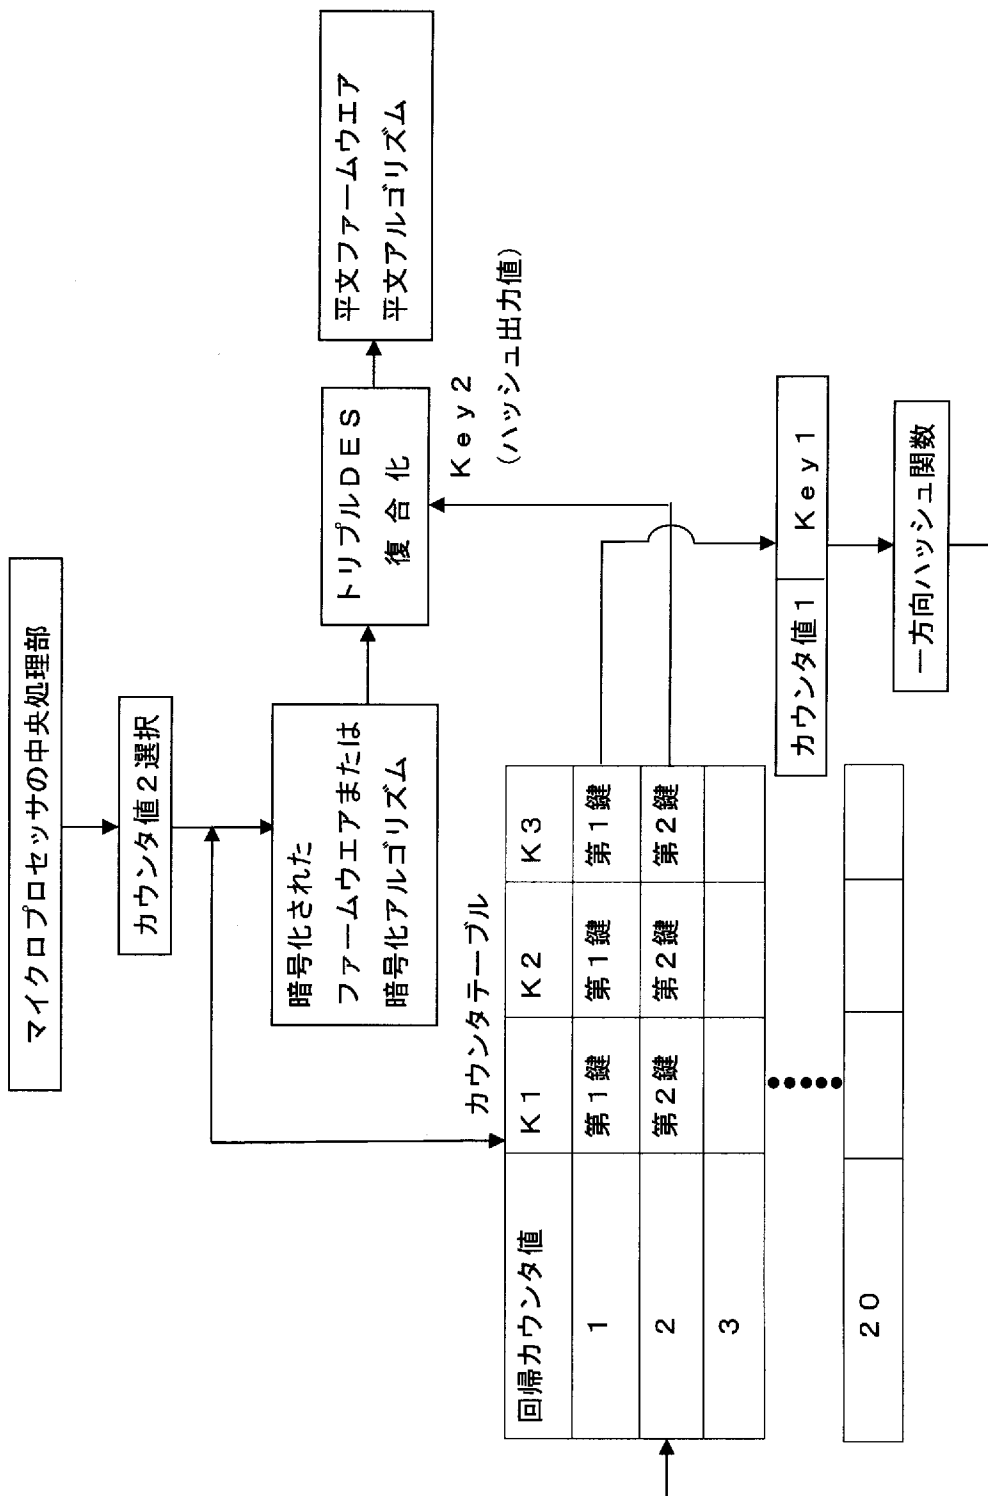 マイクロプロセッサの中央処理部
カウンタ値2選択
暗号化された
ファームウエアまたは
暗号化アルゴリズム
トリプルDES
復合化
平文ファームウエア
平文アルゴリズム
Key2
(ハッシュ出力値)
カウンタテーブル
回帰カウンタ値 K1 K2 K3
1 第1鍵 第1鍵 第1鍵
2 第2鍵 第2鍵 第2鍵
3
20
カウンタ値1 Key1
一方向ハッシュ関数